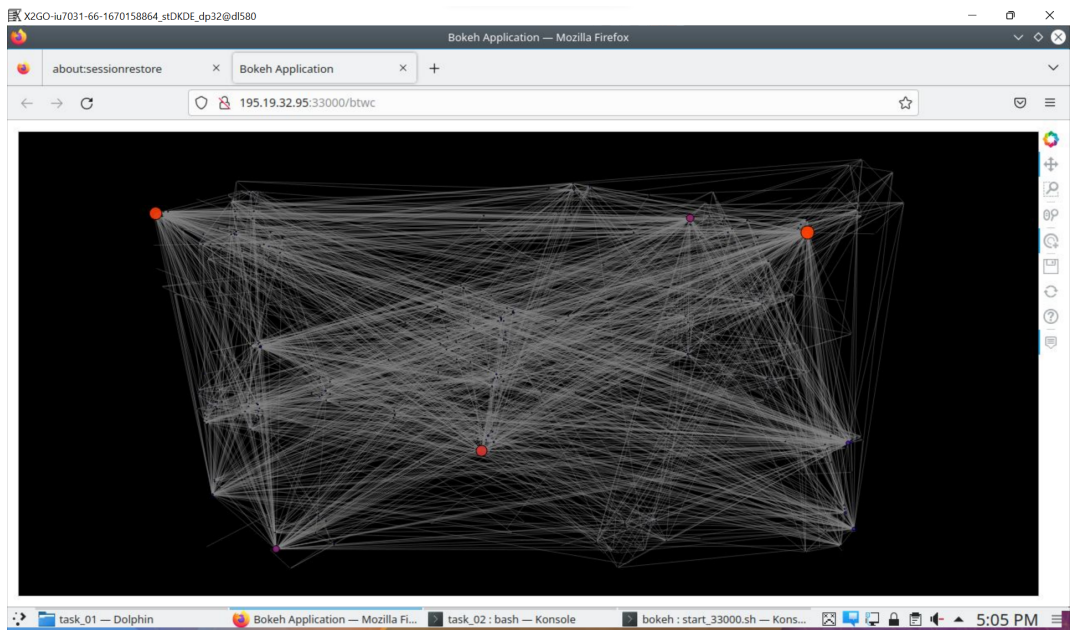 X2GO-iu7031-66-1670158864_stDKDE_dp32@dl580
Bokeh Application — Mozilla Firefox
about:sessionrestore
Bokeh Application
195.19.32.95:33000/btwc
task_01 — Dolphin
Bokeh Application — Mozilla Fi...
task_02 : bash — Konsole
bokeh : start_33000.sh — Kons...
5:05 PM